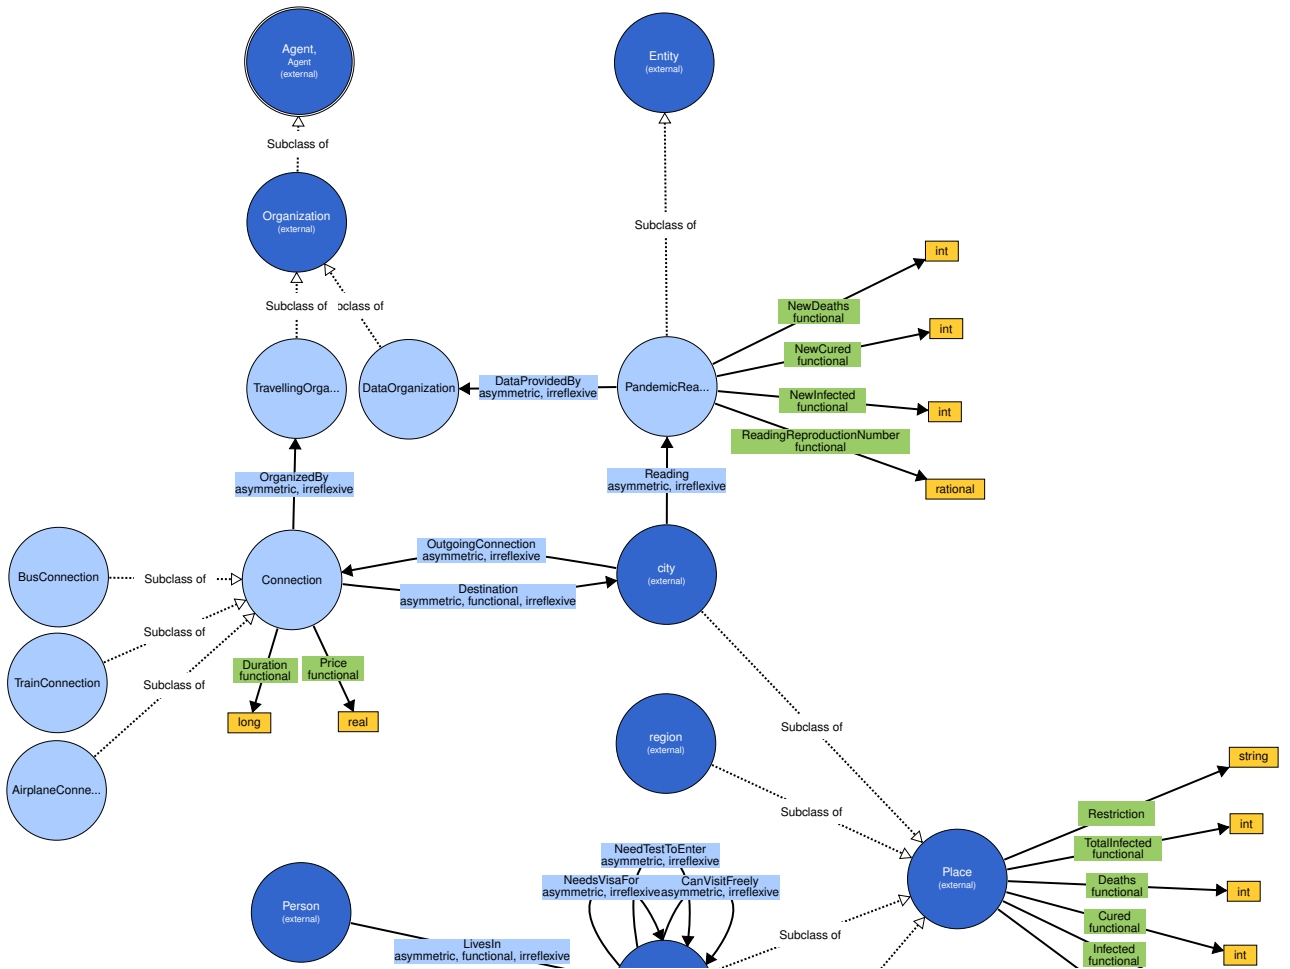 Agent,
Agent
(external)
Entity
(external)
Subclass of
Organization
(external)
Subclass of
int
NewDeaths
functional
Subclass of
bclass of
int
NewCured
functional
TravellingOrga...
DataOrganization
DataProvidedBy
asymmetric, irreflexive
PandemicRea...
NewInfected
functional
int
ReadingReproductionNumber
functional
OrganizedBy
asymmetric, irreflexive
Reading
asymmetric, irreflexive
rational
OutgoingConnection
asymmetric, irreflexive
BusConnection
Subclass of
Connection
city
(external)
Destination
asymmetric, functional, irreflexive
Subclass of
TrainConnection
Subclass of
Duration
functional
Price
functional
long
real
Subclass of
region
(external)
string
AirplaneConne...
Subclass of
Restriction
int
NeedTestToEnter
asymmetric, irreflexive
TotalInfected
functional
NeedsVisaFor
asymmetric, irreflexive
CanVisitFreely
asymmetric, irreflexive
Place
(external)
Deaths
functional
int
Person
(external)
Cured
functional
Subclass of
LivesIn
asymmetric, functional, irreflexive
Infected
functional
int